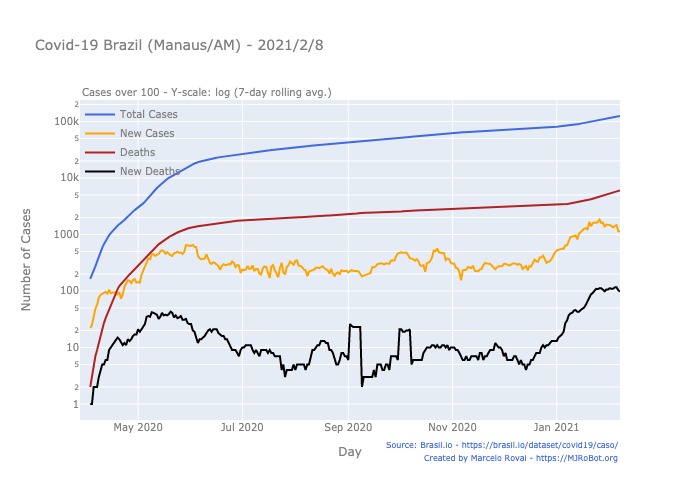 Covid-19 Brazil (Manaus/AM) - 2021/2/8
Cases over 100 - Y-scale: log (7-day rolling avg.)
Total Cases
New Cases
Deaths
New Deaths
2
100k
5
2
10k
5
2
1000
5
2
100
5
2
10
5
2
1
Number of Cases
May 2020
Jul 2020
Sep 2020
Nov 2020
Jan 2021
Day
Source: Brasil.io - https://brasil.io/dataset/covid19/caso/
Created by Marcelo Rovai - https://MJRoBot.org